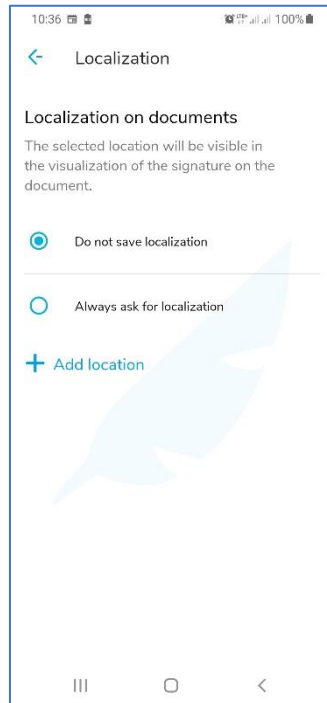 10:36 100%
Localization
Localization on documents
The selected location will be visible in
the visualization of the signature on the
document.
Do not save localization
Always ask for localization
+ Add location